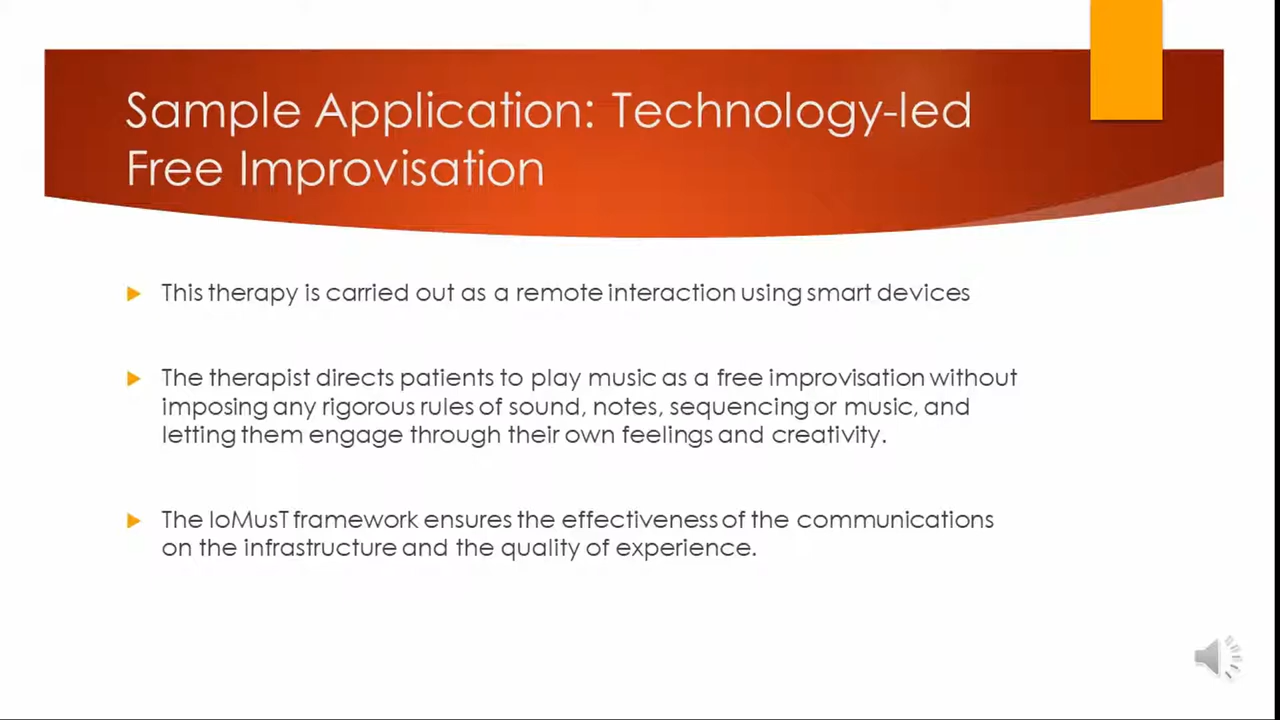 Sample Application: Technology-led
Free Improvisation
This therapy is carried out as a remote interaction using smart devices
The therapist directs patients to play music as a free improvisation without
imposing any rigorous rules of sound, notes, sequencing or music, and
letting them engage through their own feelings and creativity.
The IoMusT framework ensures the effectiveness of the communications
on the infrastructure and the quality of experience.